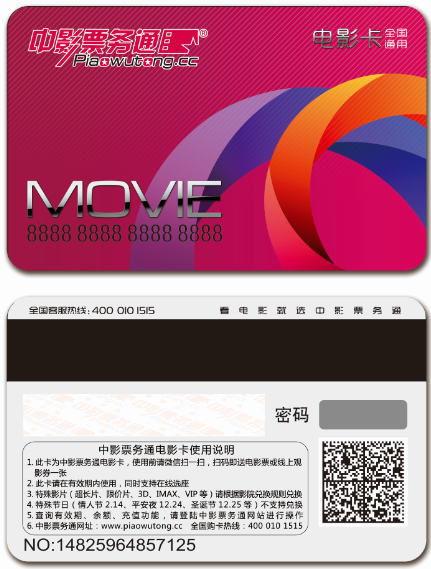 中影票务通®
Piaowutong.cc
电影卡 全国通用
MOVIE
8888 8888 8888 8888
全国客服热线: 400 010 1515
看电影就选中影票务通
密码
中影票务通电影卡使用说明
1. 此卡为中影票务通电影卡，使用前请微信扫一扫，扫码即送电影票或线上观
影券一张
2. 此卡请在有效期内使用，同时支持在线选座
3. 特殊影片（超长片、限价片、3D、IMAX、VIP 等）请根据影院兑换规则兑换
4. 特殊节日（情人节 2.14、平安夜 12.24、圣诞节 12.25 等）不支持兑换
5. 查询有效期、余额、充值功能，请登陆中影票务通网站进行操作
6. 中影票务通网址：www.piaowutong.cc 全国购卡热线：400 010 1515
NO:14825964857125